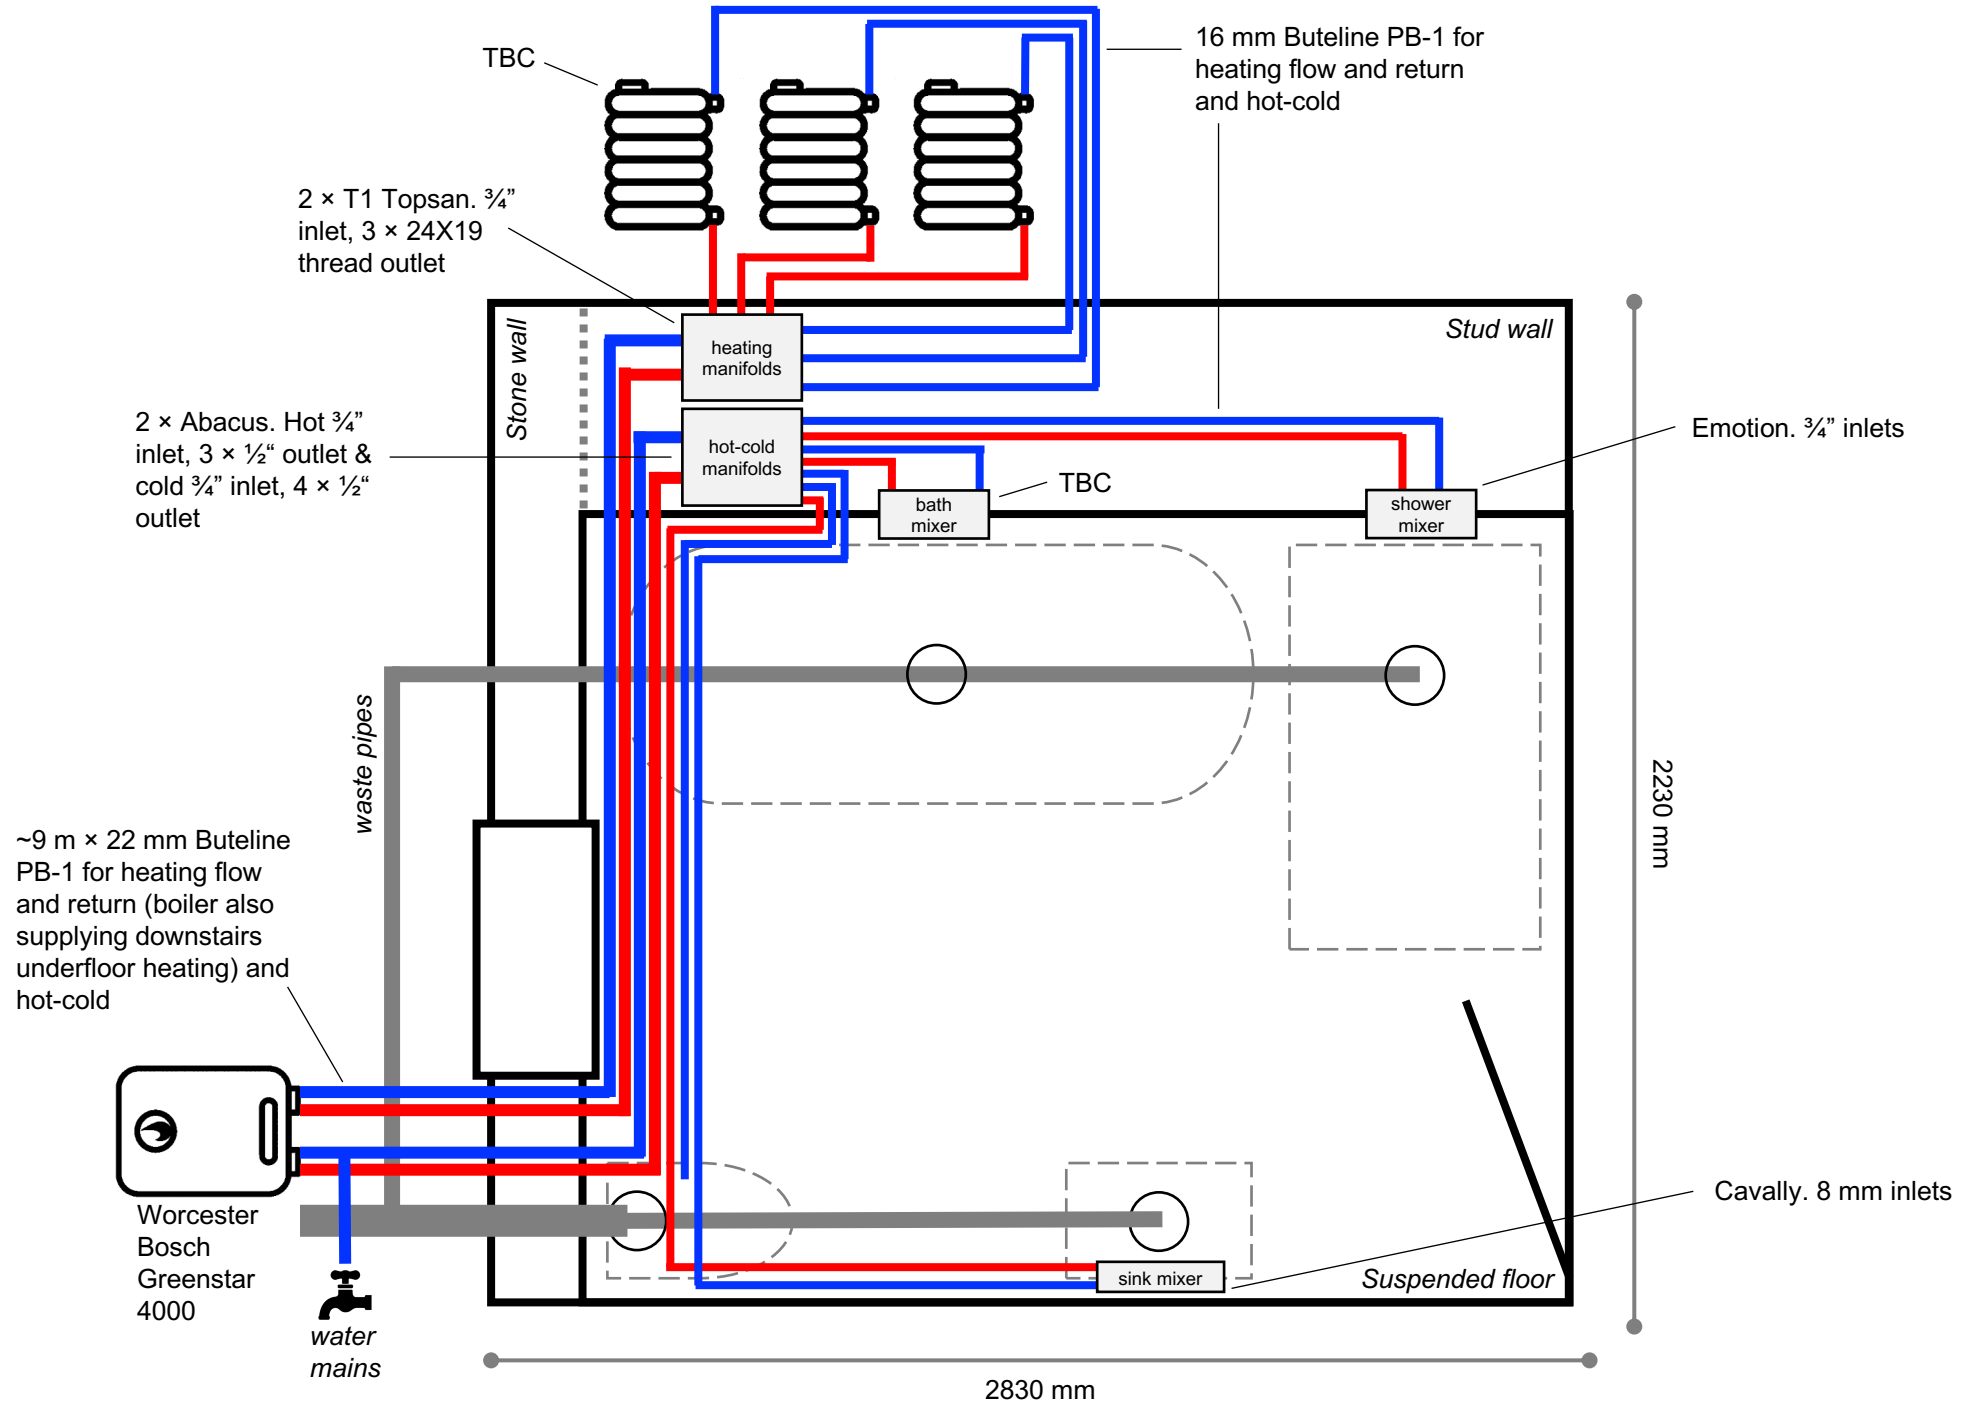 TBC
16 mm Buteline PB-1 for
heating flow and return
and hot-cold
2 × T1 Topsan. ¾”
inlet, 3 × 24X19
thread outlet
Stone wall
heating
manifolds
Stud wall
2 × Abacus. Hot ¾”
inlet, 3 × ½“ outlet &
cold ¾” inlet, 4 × ½“
outlet
hot-cold
manifolds
Emotion. ¾” inlets
TBC
bath
mixer
shower
mixer
waste pipes
2230 mm
~9 m × 22 mm Buteline
PB-1 for heating flow
and return (boiler also
supplying downstairs
underfloor heating) and
hot-cold
Cavally. 8 mm inlets
Worcester
Bosch
Greenstar
4000
sink mixer
Suspended floor
water
mains
2830 mm